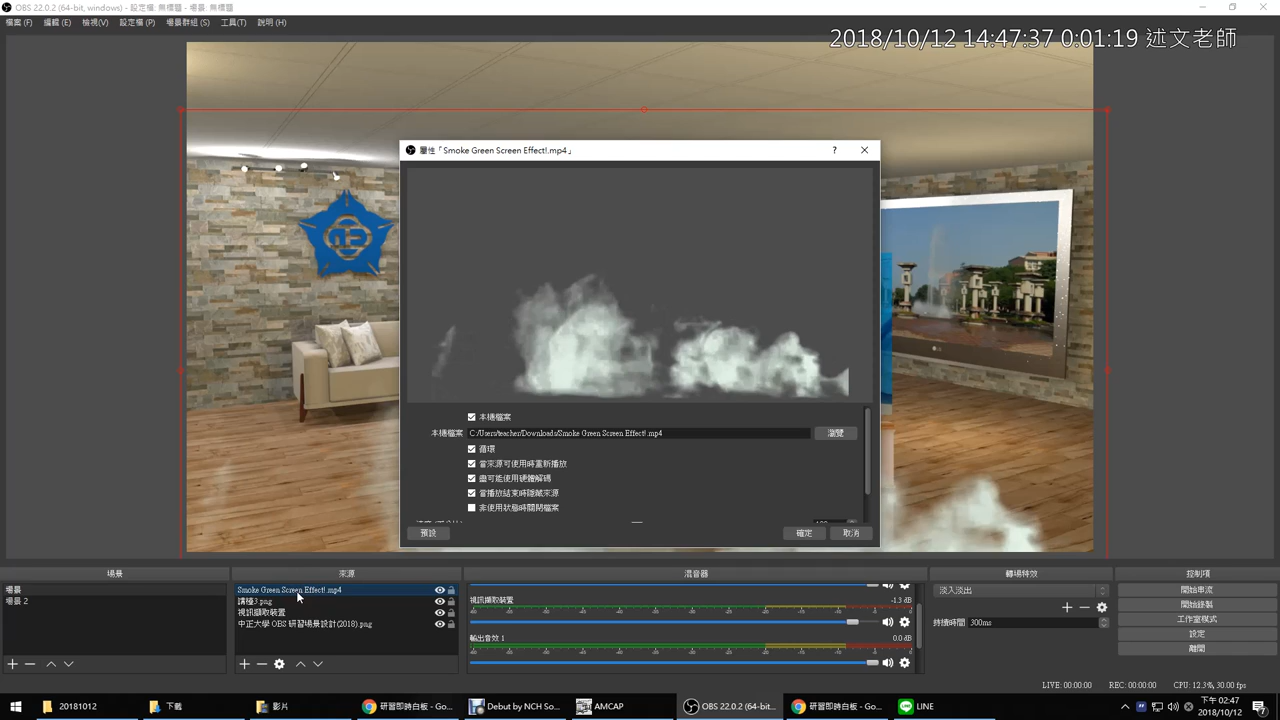 OBS 22.0.2 (64-bit, windows) - 設定檔: 無標題 - 場景: 無標題
檔案 (F) 編輯 (E) 檢視(V) 設定檔 (P) 場景群組 (S) 工具(T) 說明 (H)
2018/10/12 14:47:37 0:01:19 述文老師
屬性「Smoke Green Screen Effect!.mp4」
本機檔案
本機檔案 C:/Users/teacher/Downloads/Smoke Green Screen Effect!.mp4 瀏覽
循環
當來源可使用時重新播放
盡可能使用硬體解碼
當播放結束時隱藏來源
非使用狀態時關閉檔案
預設 確定 取消
場景 來源 混音器 轉場特效 控制項
場景
場景 2
Smoke Green Screen Effect!.mp4
講檯3.png
視訊擷取裝置
中正大學 OBS 研習場景設計(2018).png
視訊擷取裝置 -1.3 dB
輸出音效 1 0.0 dB
淡入淡出
持續時間 300ms
開始串流
開始錄製
工作室模式
設定
離開
LIVE: 00:00:00 REC: 00:00:00 CPU: 12.3%, 30.00 fps
20181012 下載 影片 研習即時白板 - Go... Debut by NCH So... AMCAP OBS 22.0.2 (64-bit... 研習即時白板 - Go... LINE
下午 02:47
2018/10/12